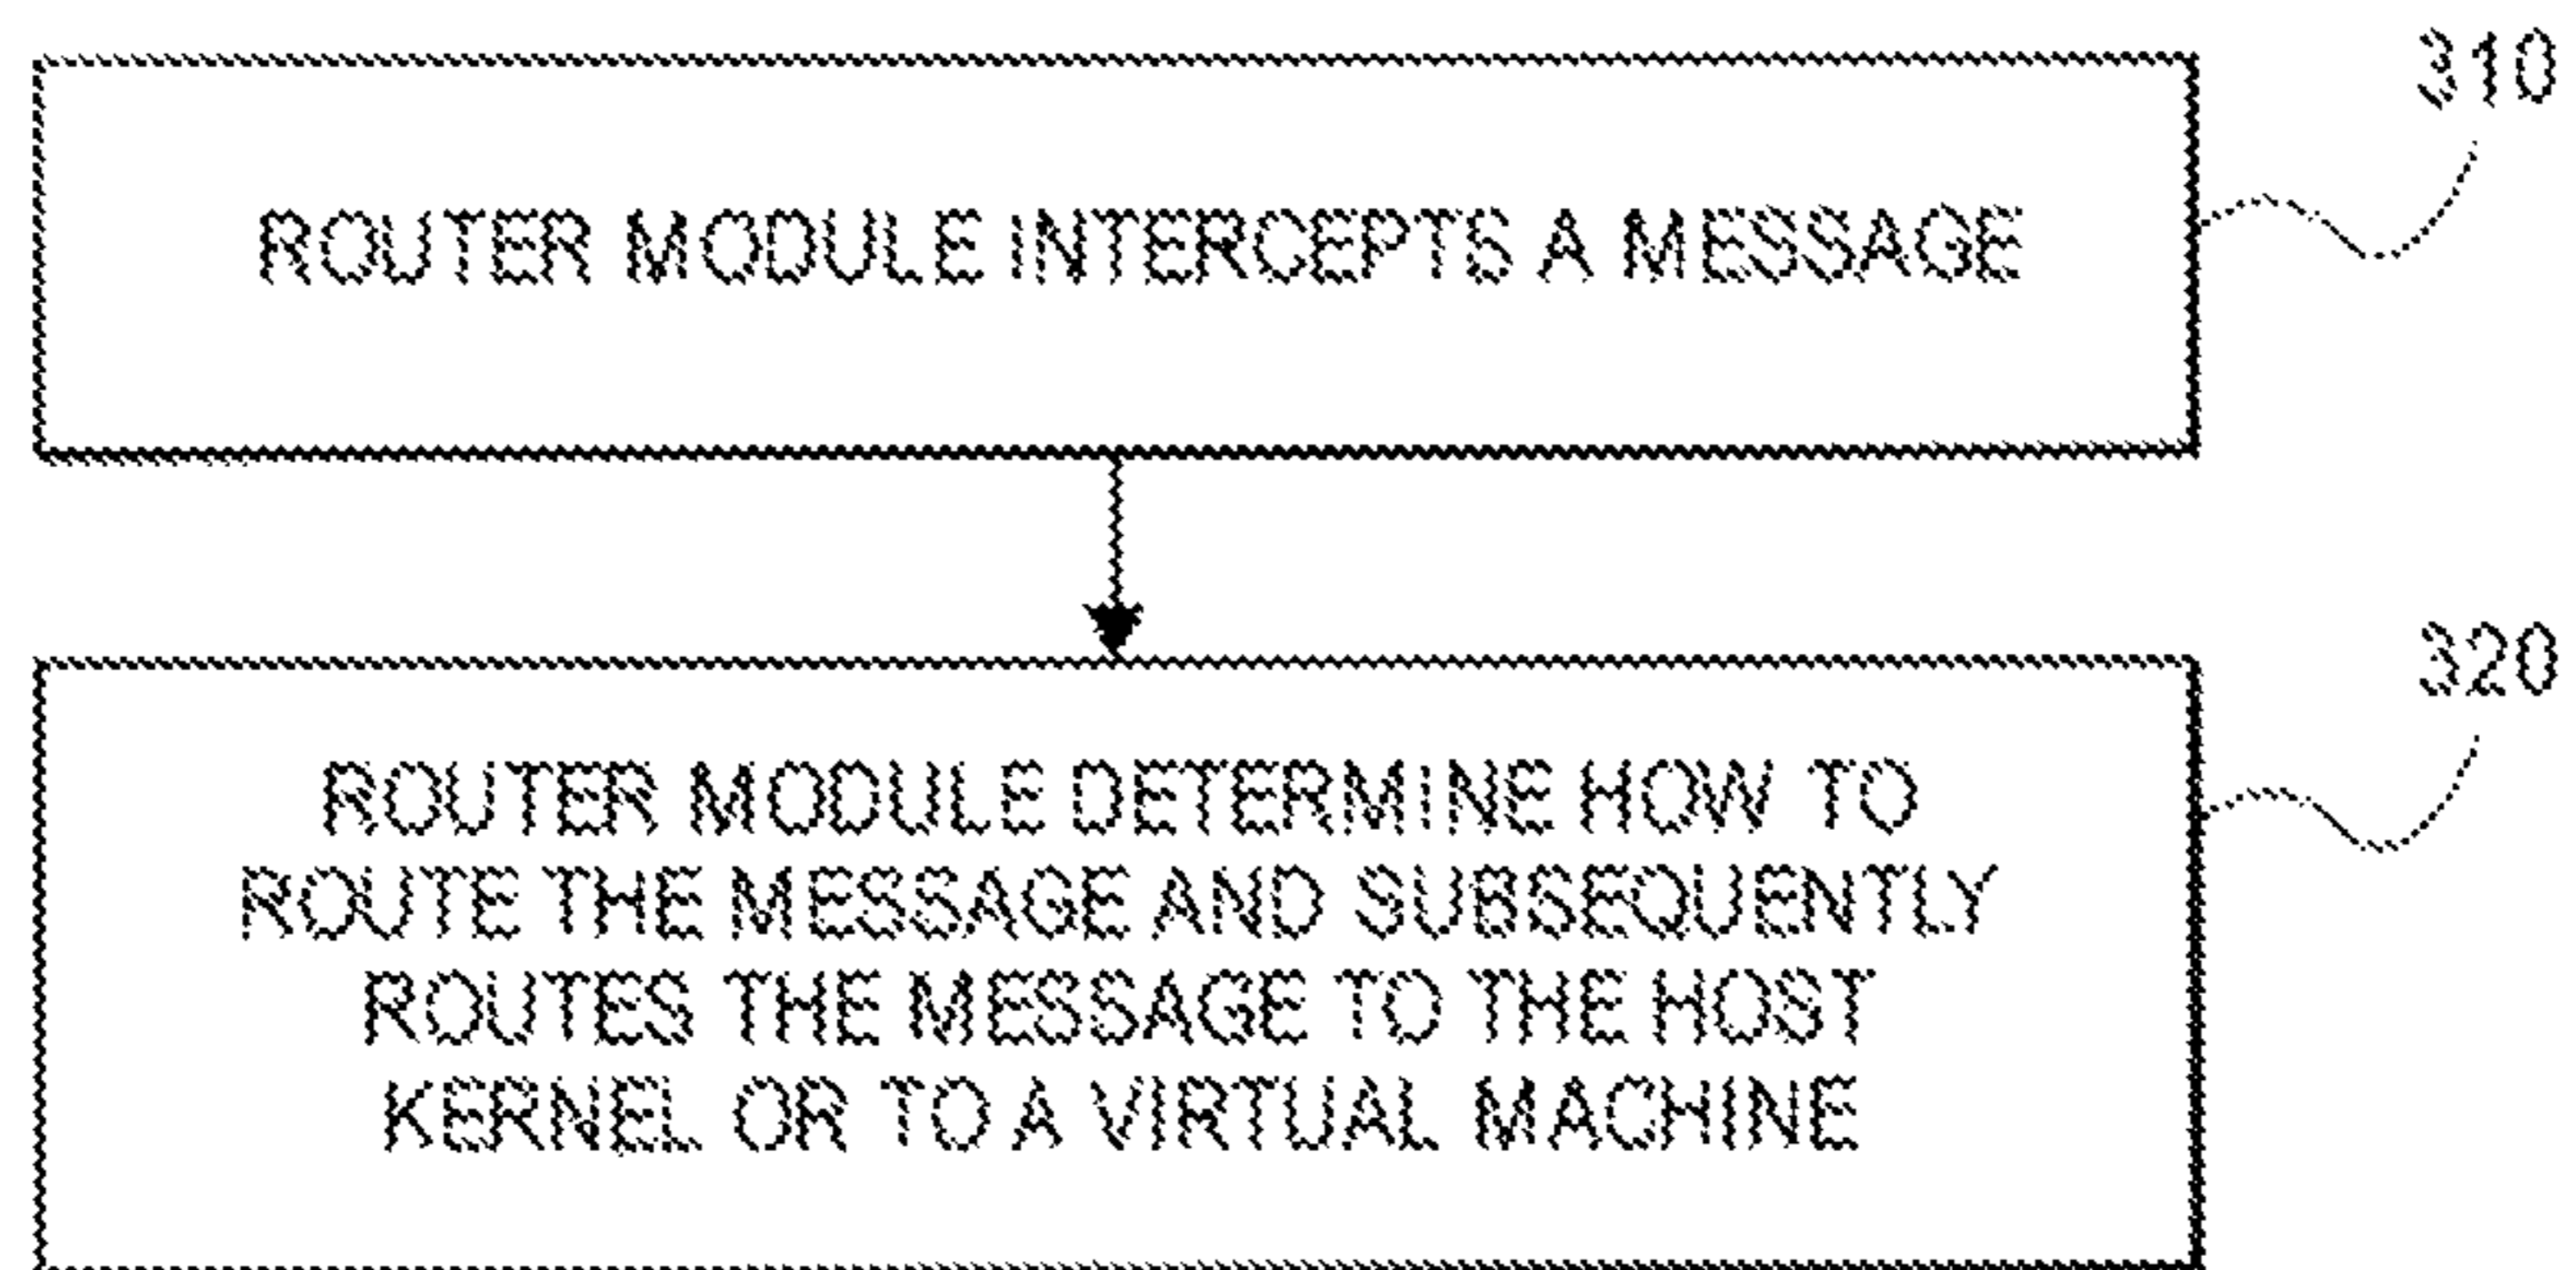 310
ROUTER MODULE INTERCEPTS A MESSAGE
320
ROUTER MODULE DETERMINE HOW TO
ROUTE THE MESSAGE AND SUBSEQUENTLY
ROUTES THE MESSAGE TO THE HOST
KERNEL OR TO A VIRTUAL MACHINE